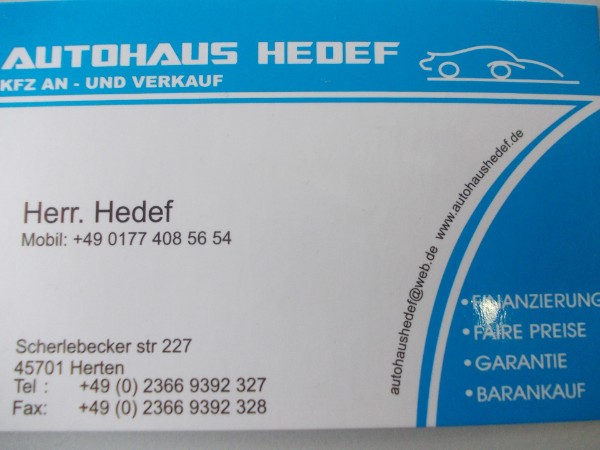 AUTOHAUS HEDEF
KFZ AN - UND VERKAUF
Herr. Hedef
Mobil: +49 0177 408 56 54
autohaushedef@web.de www.autohaushedef.de
• FINANZIERUNG
• FAIRE PREISE
• GARANTIE
• BARANKAUF
Scherlebecker str 227
45701 Herten
Tel : +49 (0) 2366 9392 327
Fax: +49 (0) 2366 9392 328